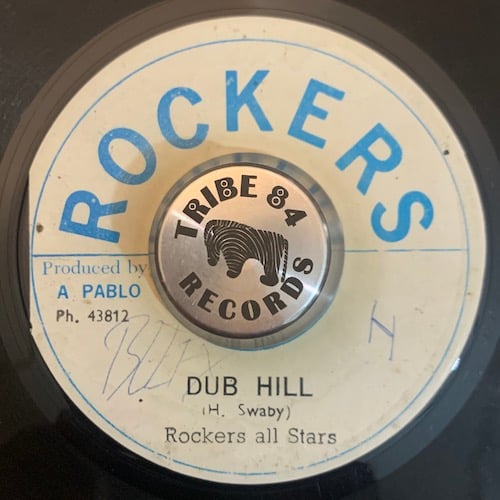 ROCKERS
TRIBE 84
RECORDS
Produced by
A PABLO
Ph. 43812
DUB HILL
(H. Swaby)
Rockers all Stars